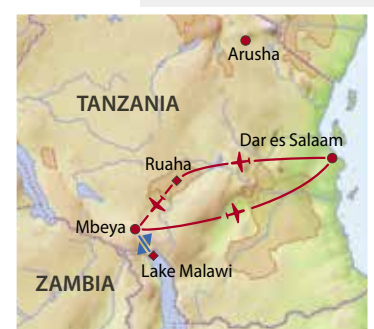 Arusha
TANZANIA
Dar es Salaam
Ruaha
Mbeya
Lake Malawi
ZAMBIA